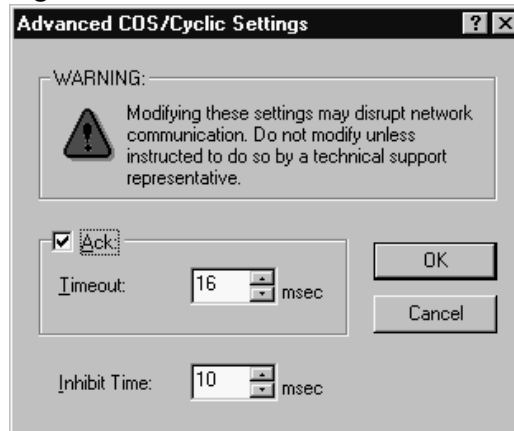 Advanced COS/Cyclic Settings
WARNING:
Modifying these settings may disrupt network
communication. Do not modify unless
instructed to do so by a technical support
representative.
Ack:
Timeout:
16
msec
OK
Cancel
Inhibit Time:
10
msec